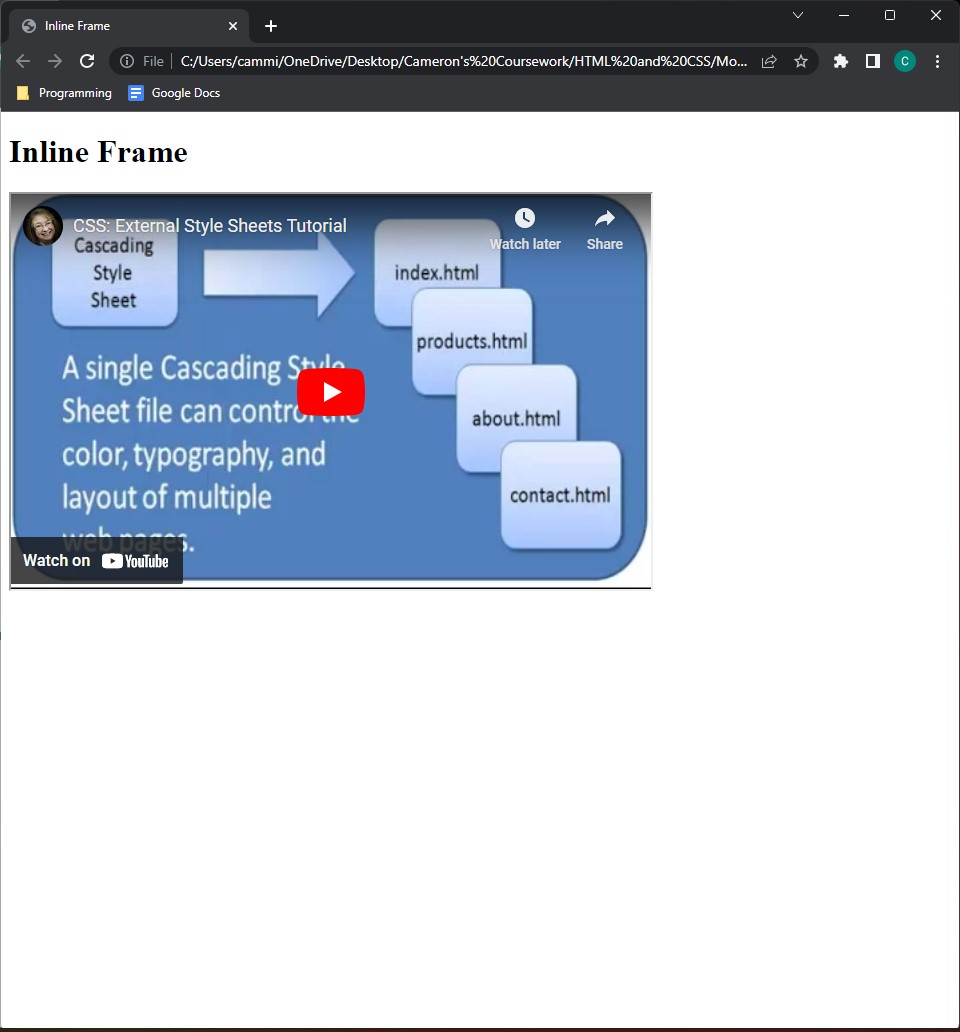 Inline Frame
File
C:/Users/cammi/OneDrive/Desktop/Cameron's%20Coursework/HTML%20and%20CSS/Mo...
C
Programming
Google Docs
Inline Frame
CSS: External Style Sheets Tutorial
Watch later
Share
Cascading
Style
Sheet
index.html
products.html
about.html
contact.html
A single Cascading Style
Sheet file can control the
color, typography, and
layout of multiple
web pages.
Watch on YouTube